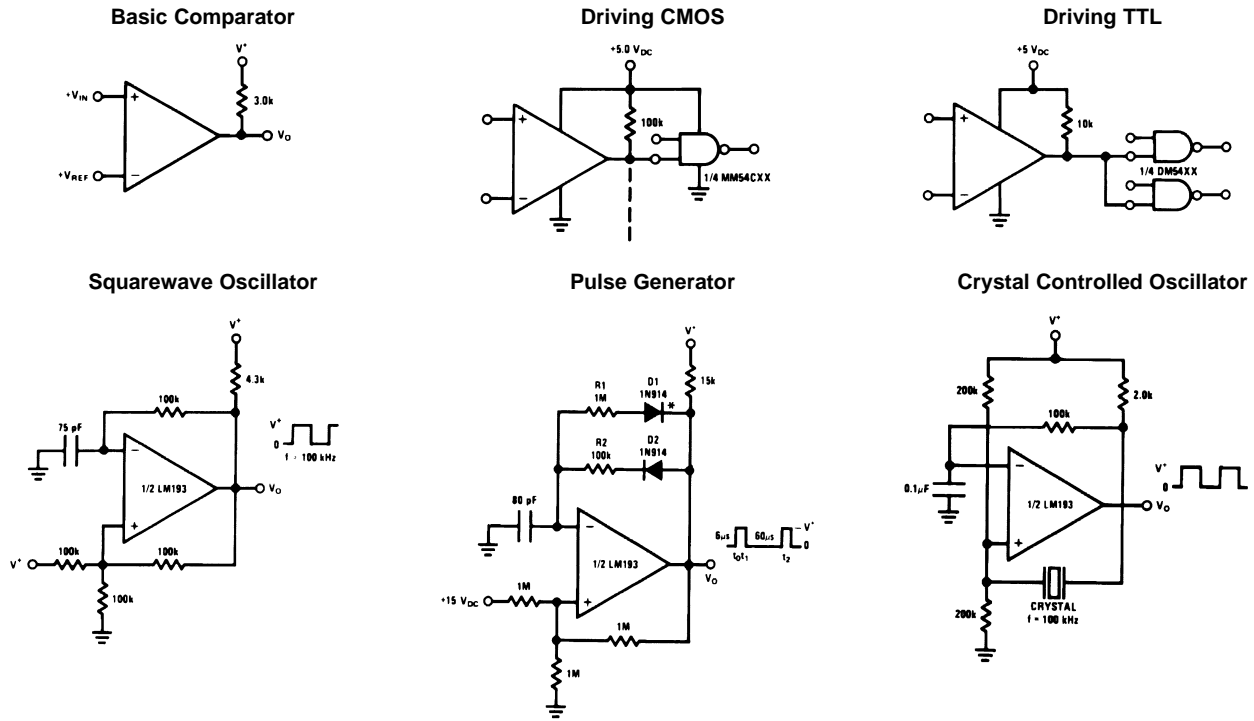 Basic Comparator
V+
3.0k
+VIN
+
VO
+VREF
−
Driving CMOS
+5.0 VDC
100k
+
−
1/4 MM54CXX
Driving TTL
+5 VDC
10k
+
−
1/4 DM54XX
Squarewave Oscillator
V+
4.3k
100k
75 pF
V+
0
f = 100 kHz
−
1/2 LM193
VO
+
V+
100k
100k
100k
Pulse Generator
V+
15k
R1
1M
D1
1N914
*
R2
100k
D2
1N914
80 pF
−
1/2 LM193
6μs
60μs
V+
0
t0 t1
t2
VO
+15 VDC
1M
+
1M
1M
Crystal Controlled Oscillator
V+
200k
2.0k
100k
−
0.1μF
1/2 LM193
V+
0
VO
+
CRYSTAL
f = 100 kHz
200k